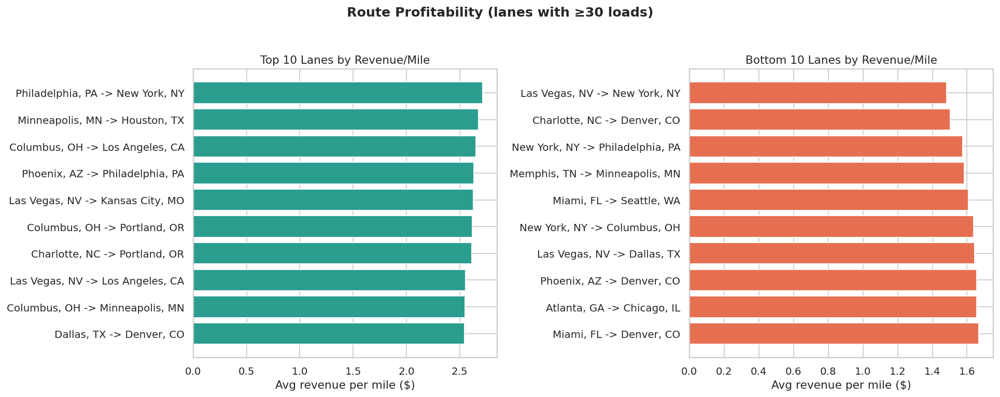 Route Profitability (lanes with ≥30 loads)
Top 10 Lanes by Revenue/Mile
Philadelphia, PA -> New York, NY
Minneapolis, MN -> Houston, TX
Columbus, OH -> Los Angeles, CA
Phoenix, AZ -> Philadelphia, PA
Las Vegas, NV -> Kansas City, MO
Columbus, OH -> Portland, OR
Charlotte, NC -> Portland, OR
Las Vegas, NV -> Los Angeles, CA
Columbus, OH -> Minneapolis, MN
Dallas, TX -> Denver, CO
0.0 0.5 1.0 1.5 2.0 2.5
Avg revenue per mile ($)
Bottom 10 Lanes by Revenue/Mile
Las Vegas, NV -> New York, NY
Charlotte, NC -> Denver, CO
New York, NY -> Philadelphia, PA
Memphis, TN -> Minneapolis, MN
Miami, FL -> Seattle, WA
New York, NY -> Columbus, OH
Las Vegas, NV -> Dallas, TX
Phoenix, AZ -> Denver, CO
Atlanta, GA -> Chicago, IL
Miami, FL -> Denver, CO
0.0 0.2 0.4 0.6 0.8 1.0 1.2 1.4 1.6
Avg revenue per mile ($)